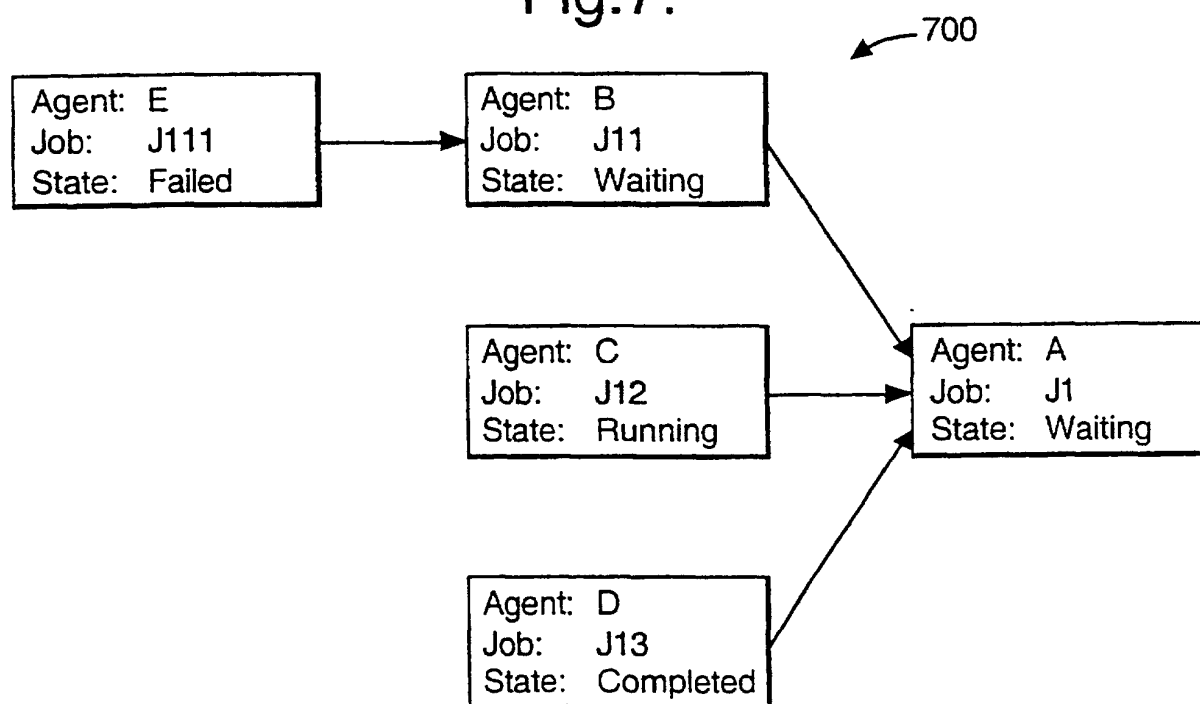 Fig.7.
700
Agent: E
Job: J111
State: Failed
Agent: B
Job: J11
State: Waiting
Agent: C
Job: J12
State: Running
Agent: A
Job: J1
State: Waiting
Agent: D
Job: J13
State: Completed